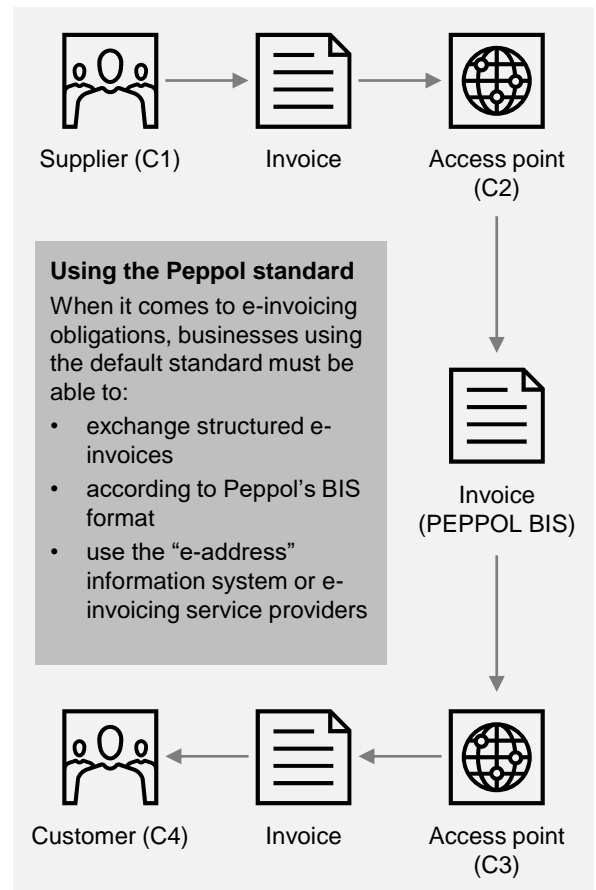 Supplier (C1)
Invoice
Access point
(C2)
Using the Peppol standard
When it comes to e-invoicing
obligations, businesses using
the default standard must be
able to:
• exchange structured e-
invoices
• according to Peppol's BIS
format
• use the “e-address”
information system or e-
invoicing service providers
Invoice
(PEPPOL BIS)
Customer (C4)
Invoice
Access point
(C3)